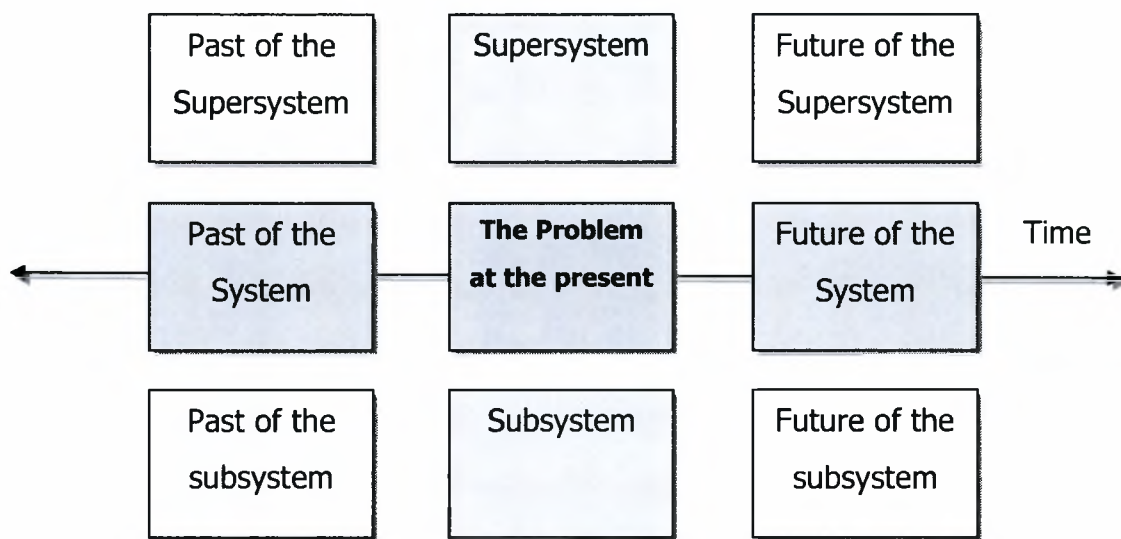 Past of the
Supersystem
Supersystem
Future of the
Supersystem
Past of the
System
The Problem
at the present
Future of the
System
Time
Past of the
subsystem
Subsystem
Future of the
subsystem